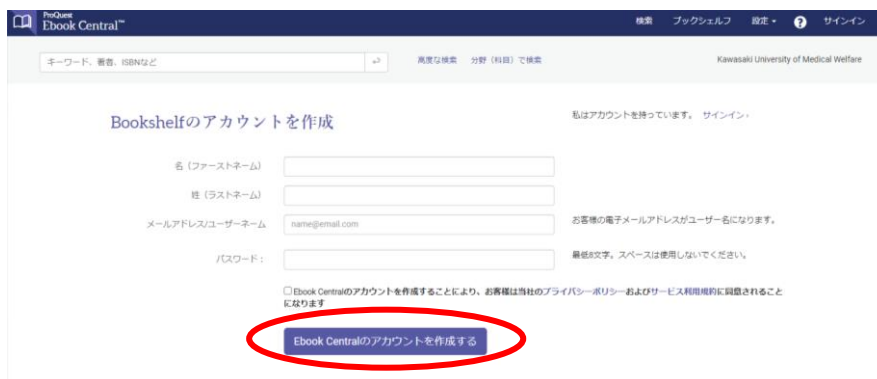 ProQuest
Ebook Central™
検索 ブックシェルフ 設定 ? サインイン
キーワード、著者、ISBNなど
高度な検索 分野（科目）で検索
Kawasaki University of Medical Welfare
Bookshelfのアカウントを作成
私はアカウントを持っています。 サインイン
名（ファーストネーム）
姓（ラストネーム）
メールアドレス/ユーザーネーム
name@email.com
お客様の電子メールアドレスがユーザー名になります。
パスワード：
最低8文字。スペースは使用しないでください。
Ebook Centralのアカウントを作成することにより、お客様は当社のプライバシーポリシーおよびサービス利用規約に同意されること
になります
Ebook Centralのアカウントを作成する